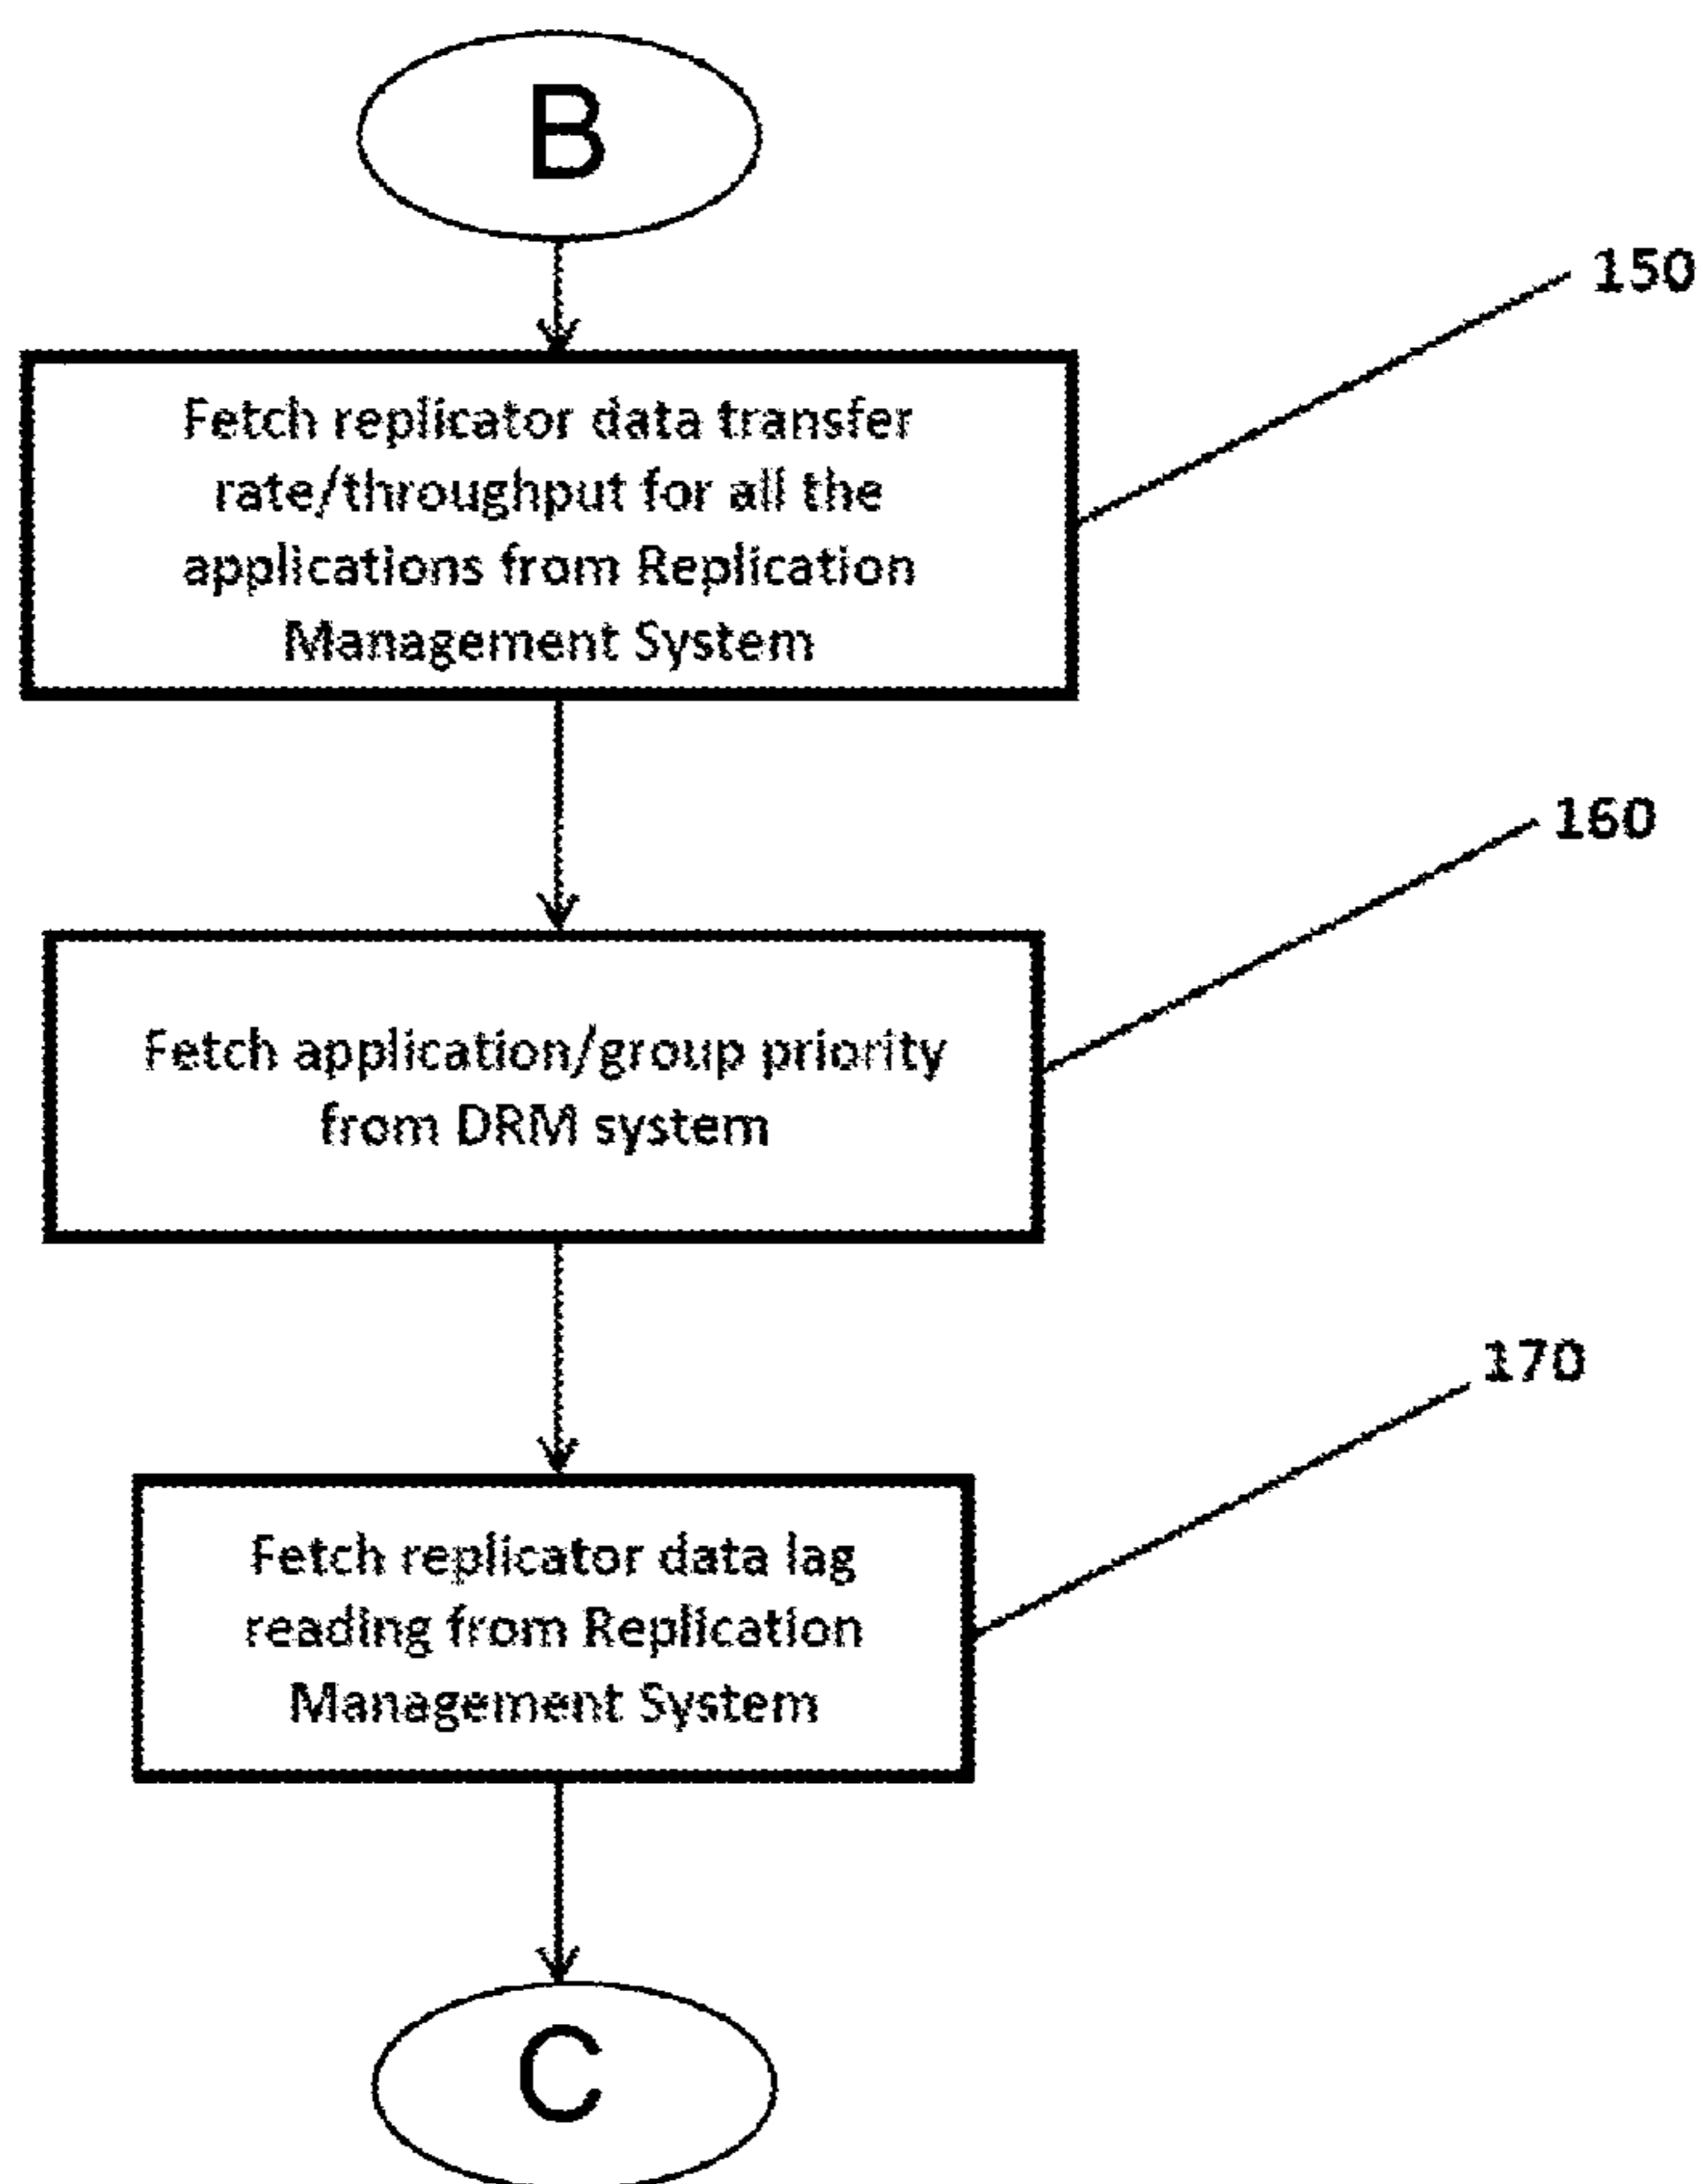 B
150
Fetch replicator data transfer
rate/throughput for all the
applications from Replication
Management System
160
Fetch application/group priority
from DRM system
170
Fetch replicator data lag
reading from Replication
Management System
C